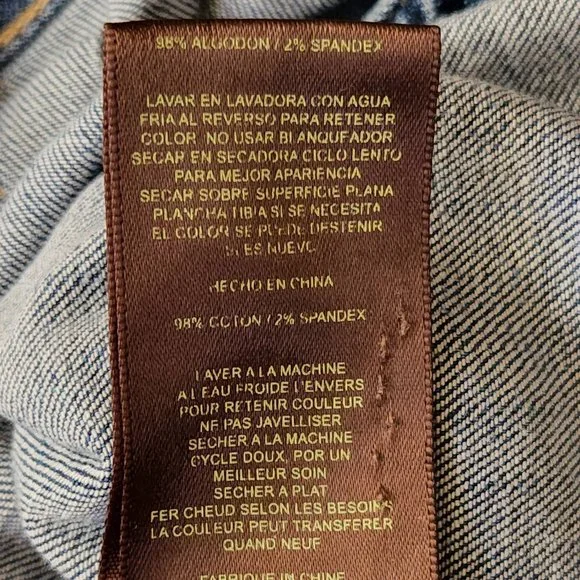 98% ALGODON / 2% SPANDEX
LAVAR EN LAVADORA CON AGUA
FRIA AL REVERSO PARA RETENER
COLOR NO USAR BLANQUEADOR
SECAR EN SECADORA CICLO LENTO
PARA MEJOR APARIENCIA
SECAR SOBRE SUPERFICIE PLANA
PLANCHA TIBIA SI SE NECESITA
EL COLOR SE PUEDE DESTENIR
SI ES NUEVO
HECHO EN CHINA
98% COTON / 2% SPANDEX
LAVER A LA MACHINE
A L'EAU FROIDE L'ENVERS
POUR RETENIR COULEUR
NE PAS JAVELLISER
SECHER A LA MACHINE
CYCLE DOUX, POR UN
MEILLEUR SOIN
SECHER A PLAT
FER CHEUD SELON LES BESOINS
LA COULEUR PEUT TRANSFERER
QUAND NEUF
FABRIQUE EN CHINE